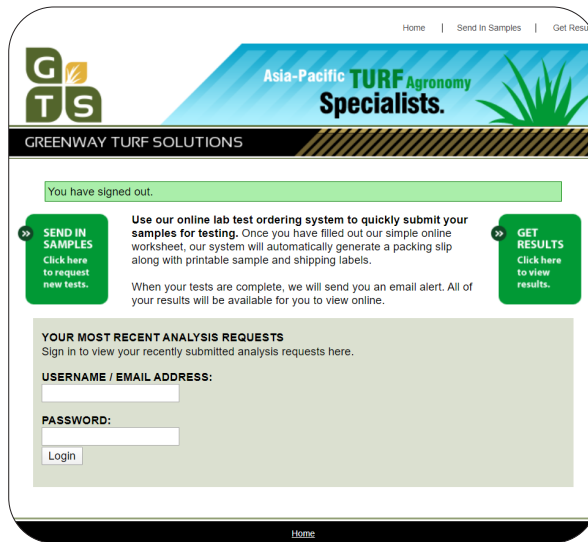 Home | Send In Samples | Get Resu
G
T S
Asia-Pacific TURF Agronomy
Specialists.
GREENWAY TURF SOLUTIONS
You have signed out.
SEND IN
SAMPLES
Click here
to request
new tests.
Use our online lab test ordering system to quickly submit your
samples for testing. Once you have filled out our simple online
worksheet, our system will automatically generate a packing slip
along with printable sample and shipping labels.
When your tests are complete, we will send you an email alert. All of
your results will be available for you to view online.
GET
RESULTS
Click here
to view
results.
YOUR MOST RECENT ANALYSIS REQUESTS
Sign in to view your recently submitted analysis requests here.
USERNAME / EMAIL ADDRESS:
PASSWORD:
Login
Home